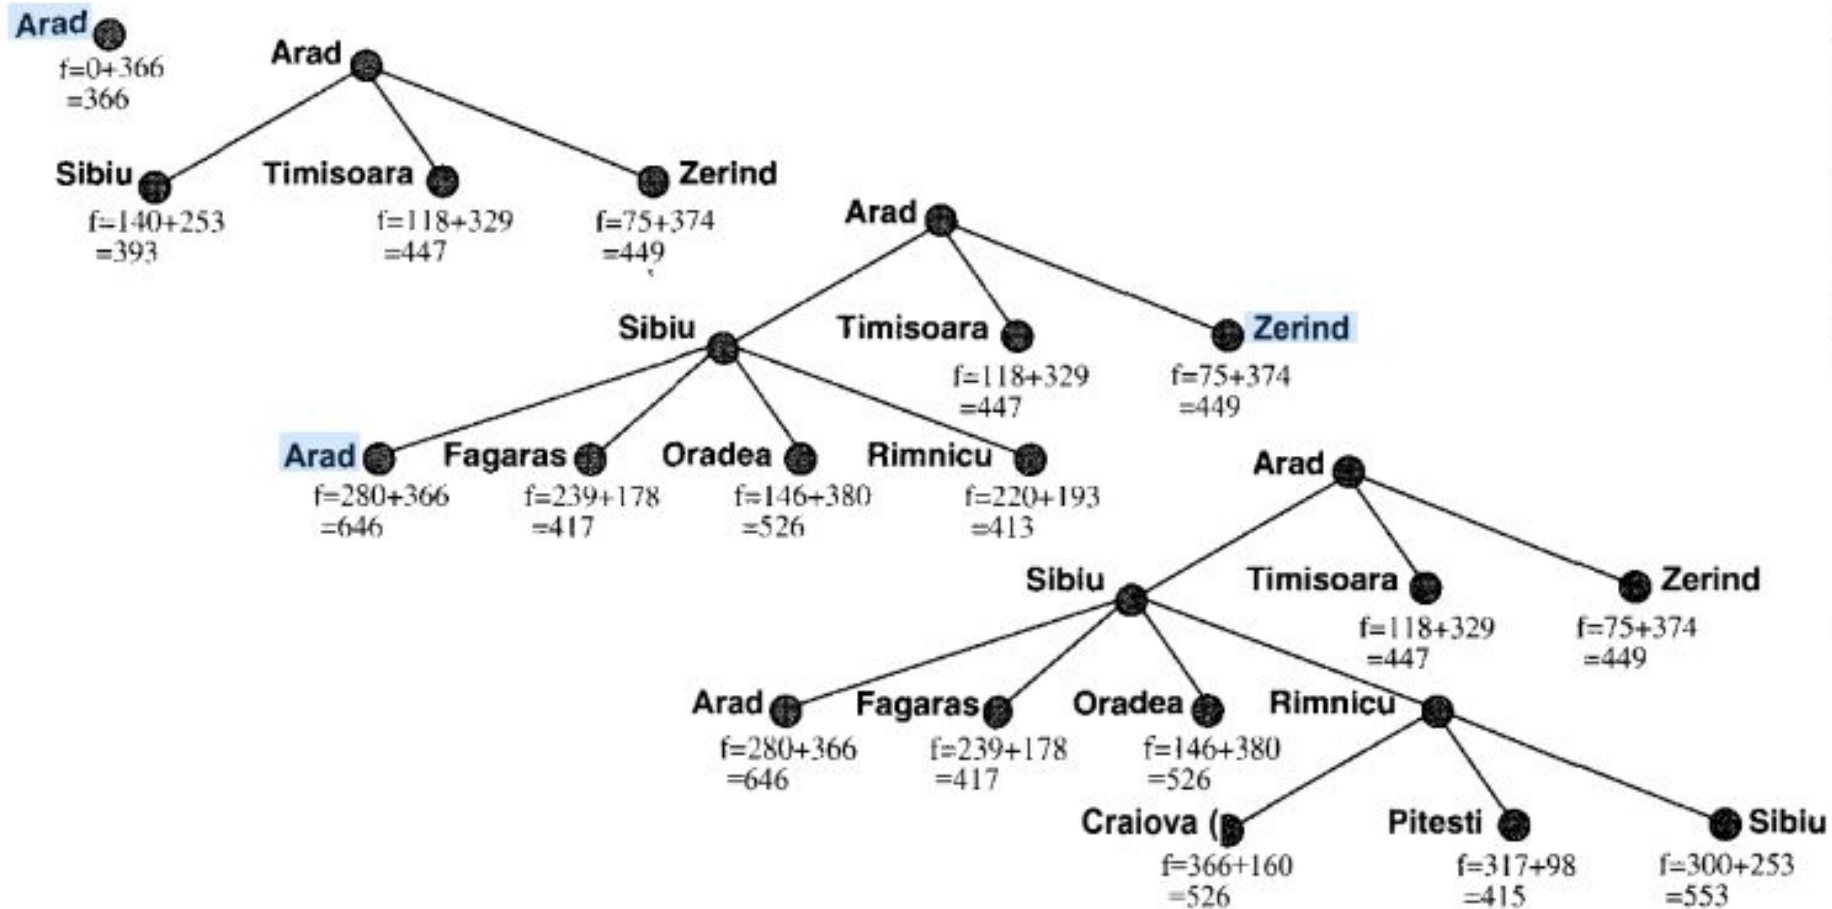 Arad
f=0+366
=366
Arad
Sibiu
f=140+253
=393
Timisoara
f=118+329
=447
Zerind
f=75+374
=449
Arad
Sibiu
Timisoara
f=118+329
=447
Zerind
f=75+374
=449
Arad
f=280+366
=646
Fagaras
f=239+178
=417
Oradea
f=146+380
=526
Rimnicu
f=220+193
=413
Arad
Sibiu
Timisoara
f=118+329
=447
Zerind
f=75+374
=449
Arad
f=280+366
=646
Fagaras
f=239+178
=417
Oradea
f=146+380
=526
Rimnicu
Craiova (
f=366+160
=526
Pitesti
f=317+98
=415
Sibiu
f=300+253
=553